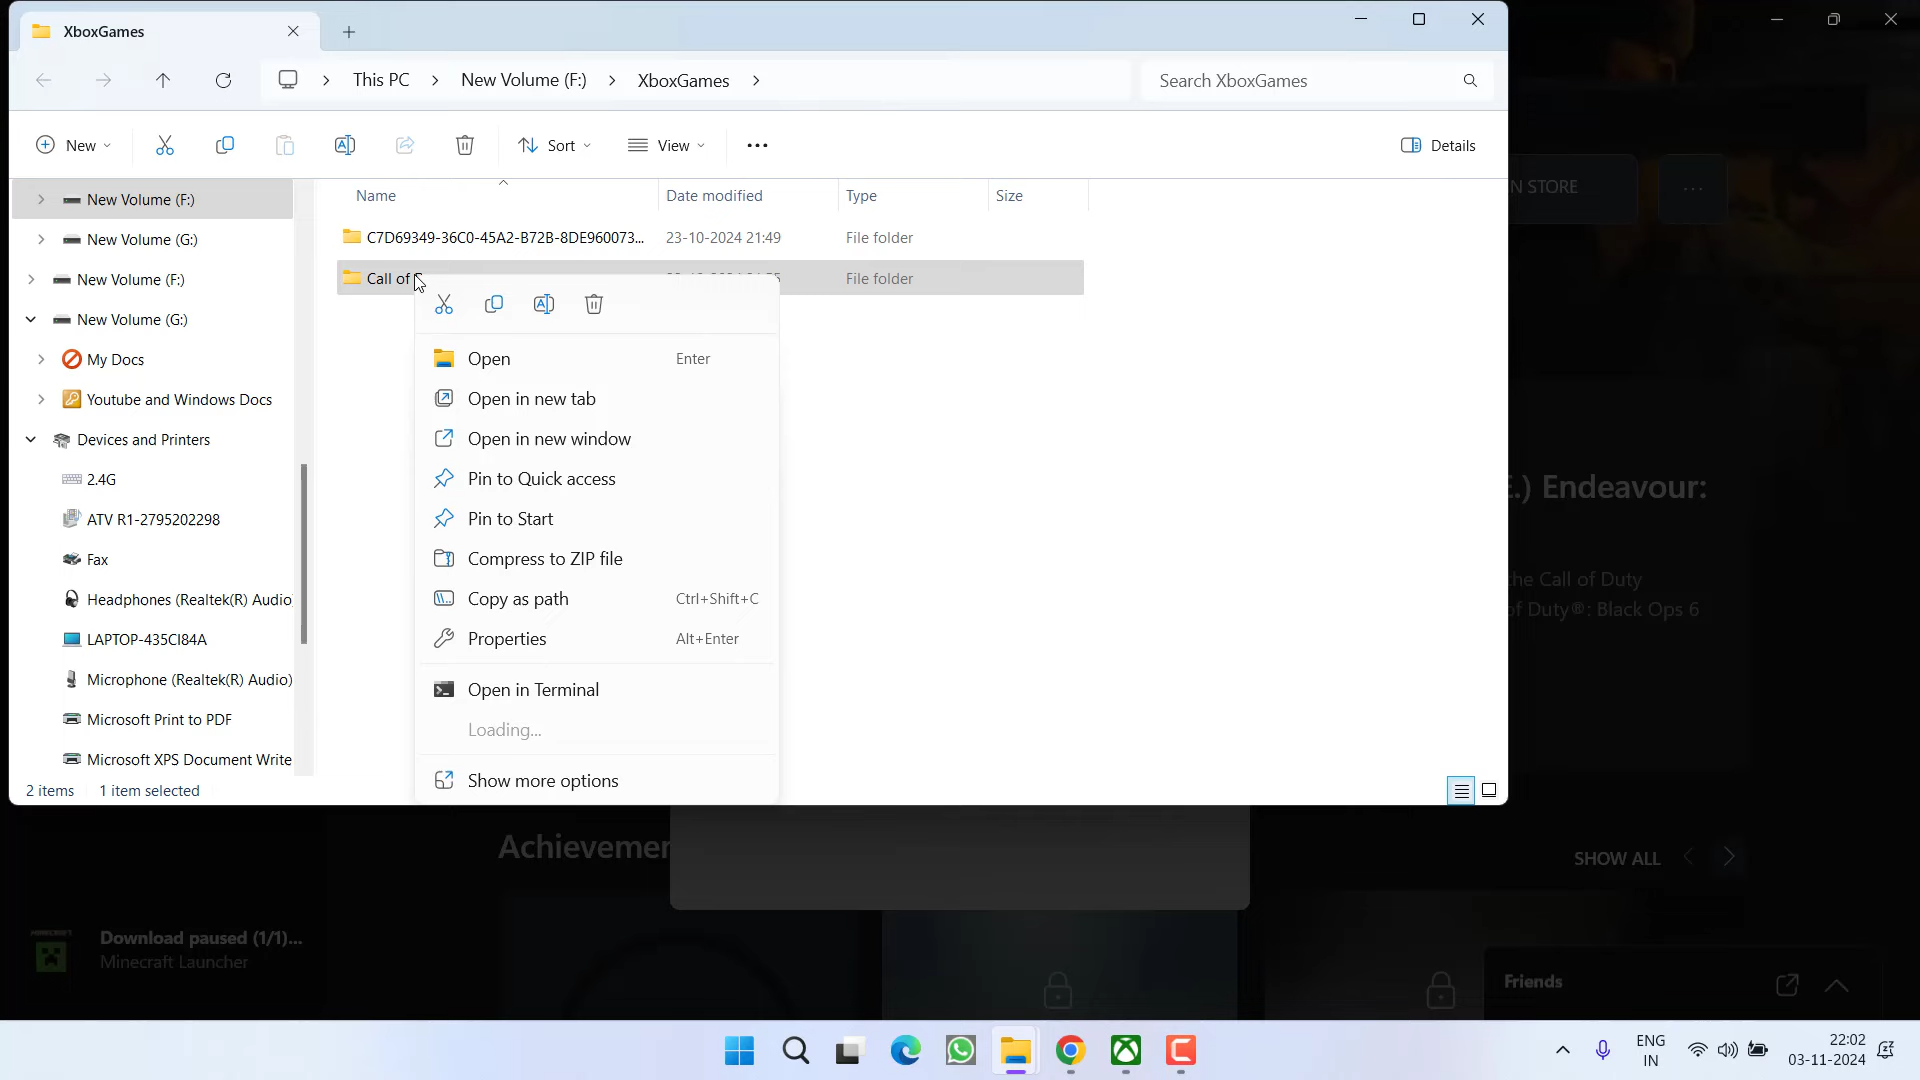 XboxGames
This PC
New Volume (F:)
XboxGames
Search XboxGames
New
Sort
View
Details
New Volume (F:)
New Volume (G:)
New Volume (F:)
New Volume (G:)
My Docs
Youtube and Windows Docs
Devices and Printers
2.4G
ATV R1-2795202298
Fax
Headphones (Realtek(R) Audio)
LAPTOP-435CI84A
Microphone (Realtek(R) Audio)
Microsoft Print to PDF
Microsoft XPS Document Write
2 items 1 item selected
Name Date modified Type Size
C7D69349-36C0-45A2-B72B-8DE960073... 23-10-2024 21:49 File folder
Call of File folder
Open Enter
Open in new tab
Open in new window
Pin to Quick access
Pin to Start
Compress to ZIP file
Copy as path Ctrl+Shift+C
Properties Alt+Enter
Open in Terminal
Loading...
Show more options
N STORE
.) Endeavour:
he Call of Duty
of Duty®: Black Ops 6
Achievemen
SHOW ALL
MINECRAFT
Download paused (1/1)...
Minecraft Launcher
Friends
ENG
IN
22:02
03-11-2024